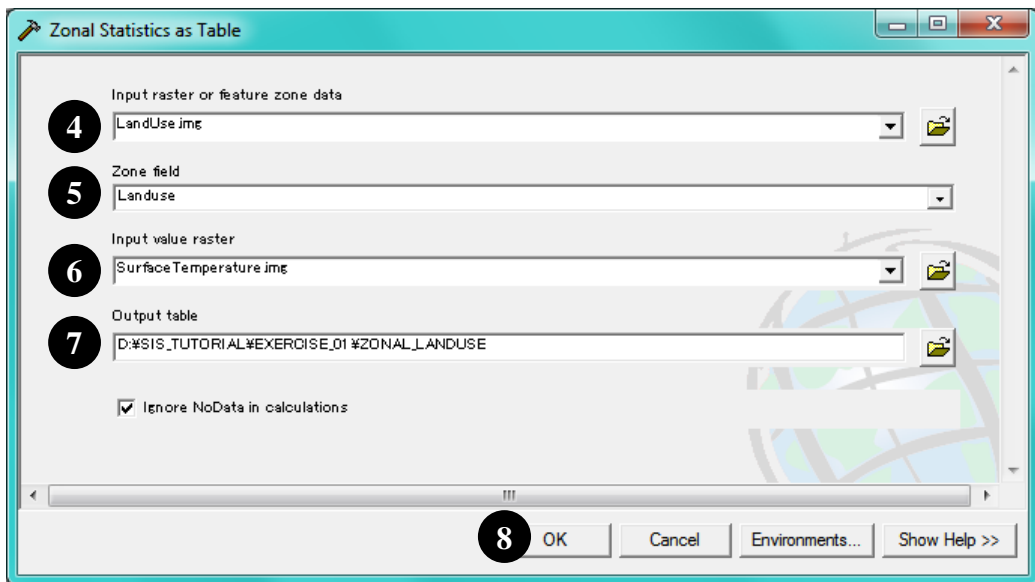 Zonal Statistics as Table
Input raster or feature zone data
4
LandUse.img
Zone field
5
Landuse
Input value raster
6
SurfaceTemperature.img
Output table
7
D:¥SIS_TUTORIAL¥EXERCISE_01¥ZONAL_LANDUSE
Ignore NoData in calculations
8 OK Cancel Environments... Show Help >>